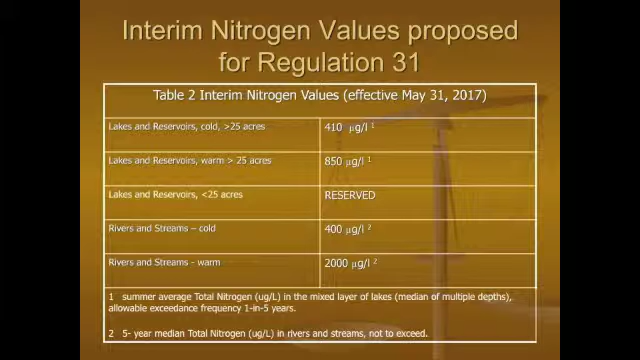 Interim Nitrogen Values proposed
for Regulation 31
Table 2 Interim Nitrogen Values (effective May 31, 2017)
Lakes and Reservoirs, cold, >25 acres 410 µg/l 1
Lakes and Reservoirs, warm > 25 acres 850 µg/l 1
Lakes and Reservoirs, <25 acres RESERVED
Rivers and Streams – cold 400 µg/l 2
Rivers and Streams - warm 2000 µg/l 2
1 summer average Total Nitrogen (ug/L) in the mixed layer of lakes (median of multiple depths),
allowable exceedance frequency 1-in-5 years.
2 5- year median Total Nitrogen (ug/L) in rivers and streams, not to exceed.